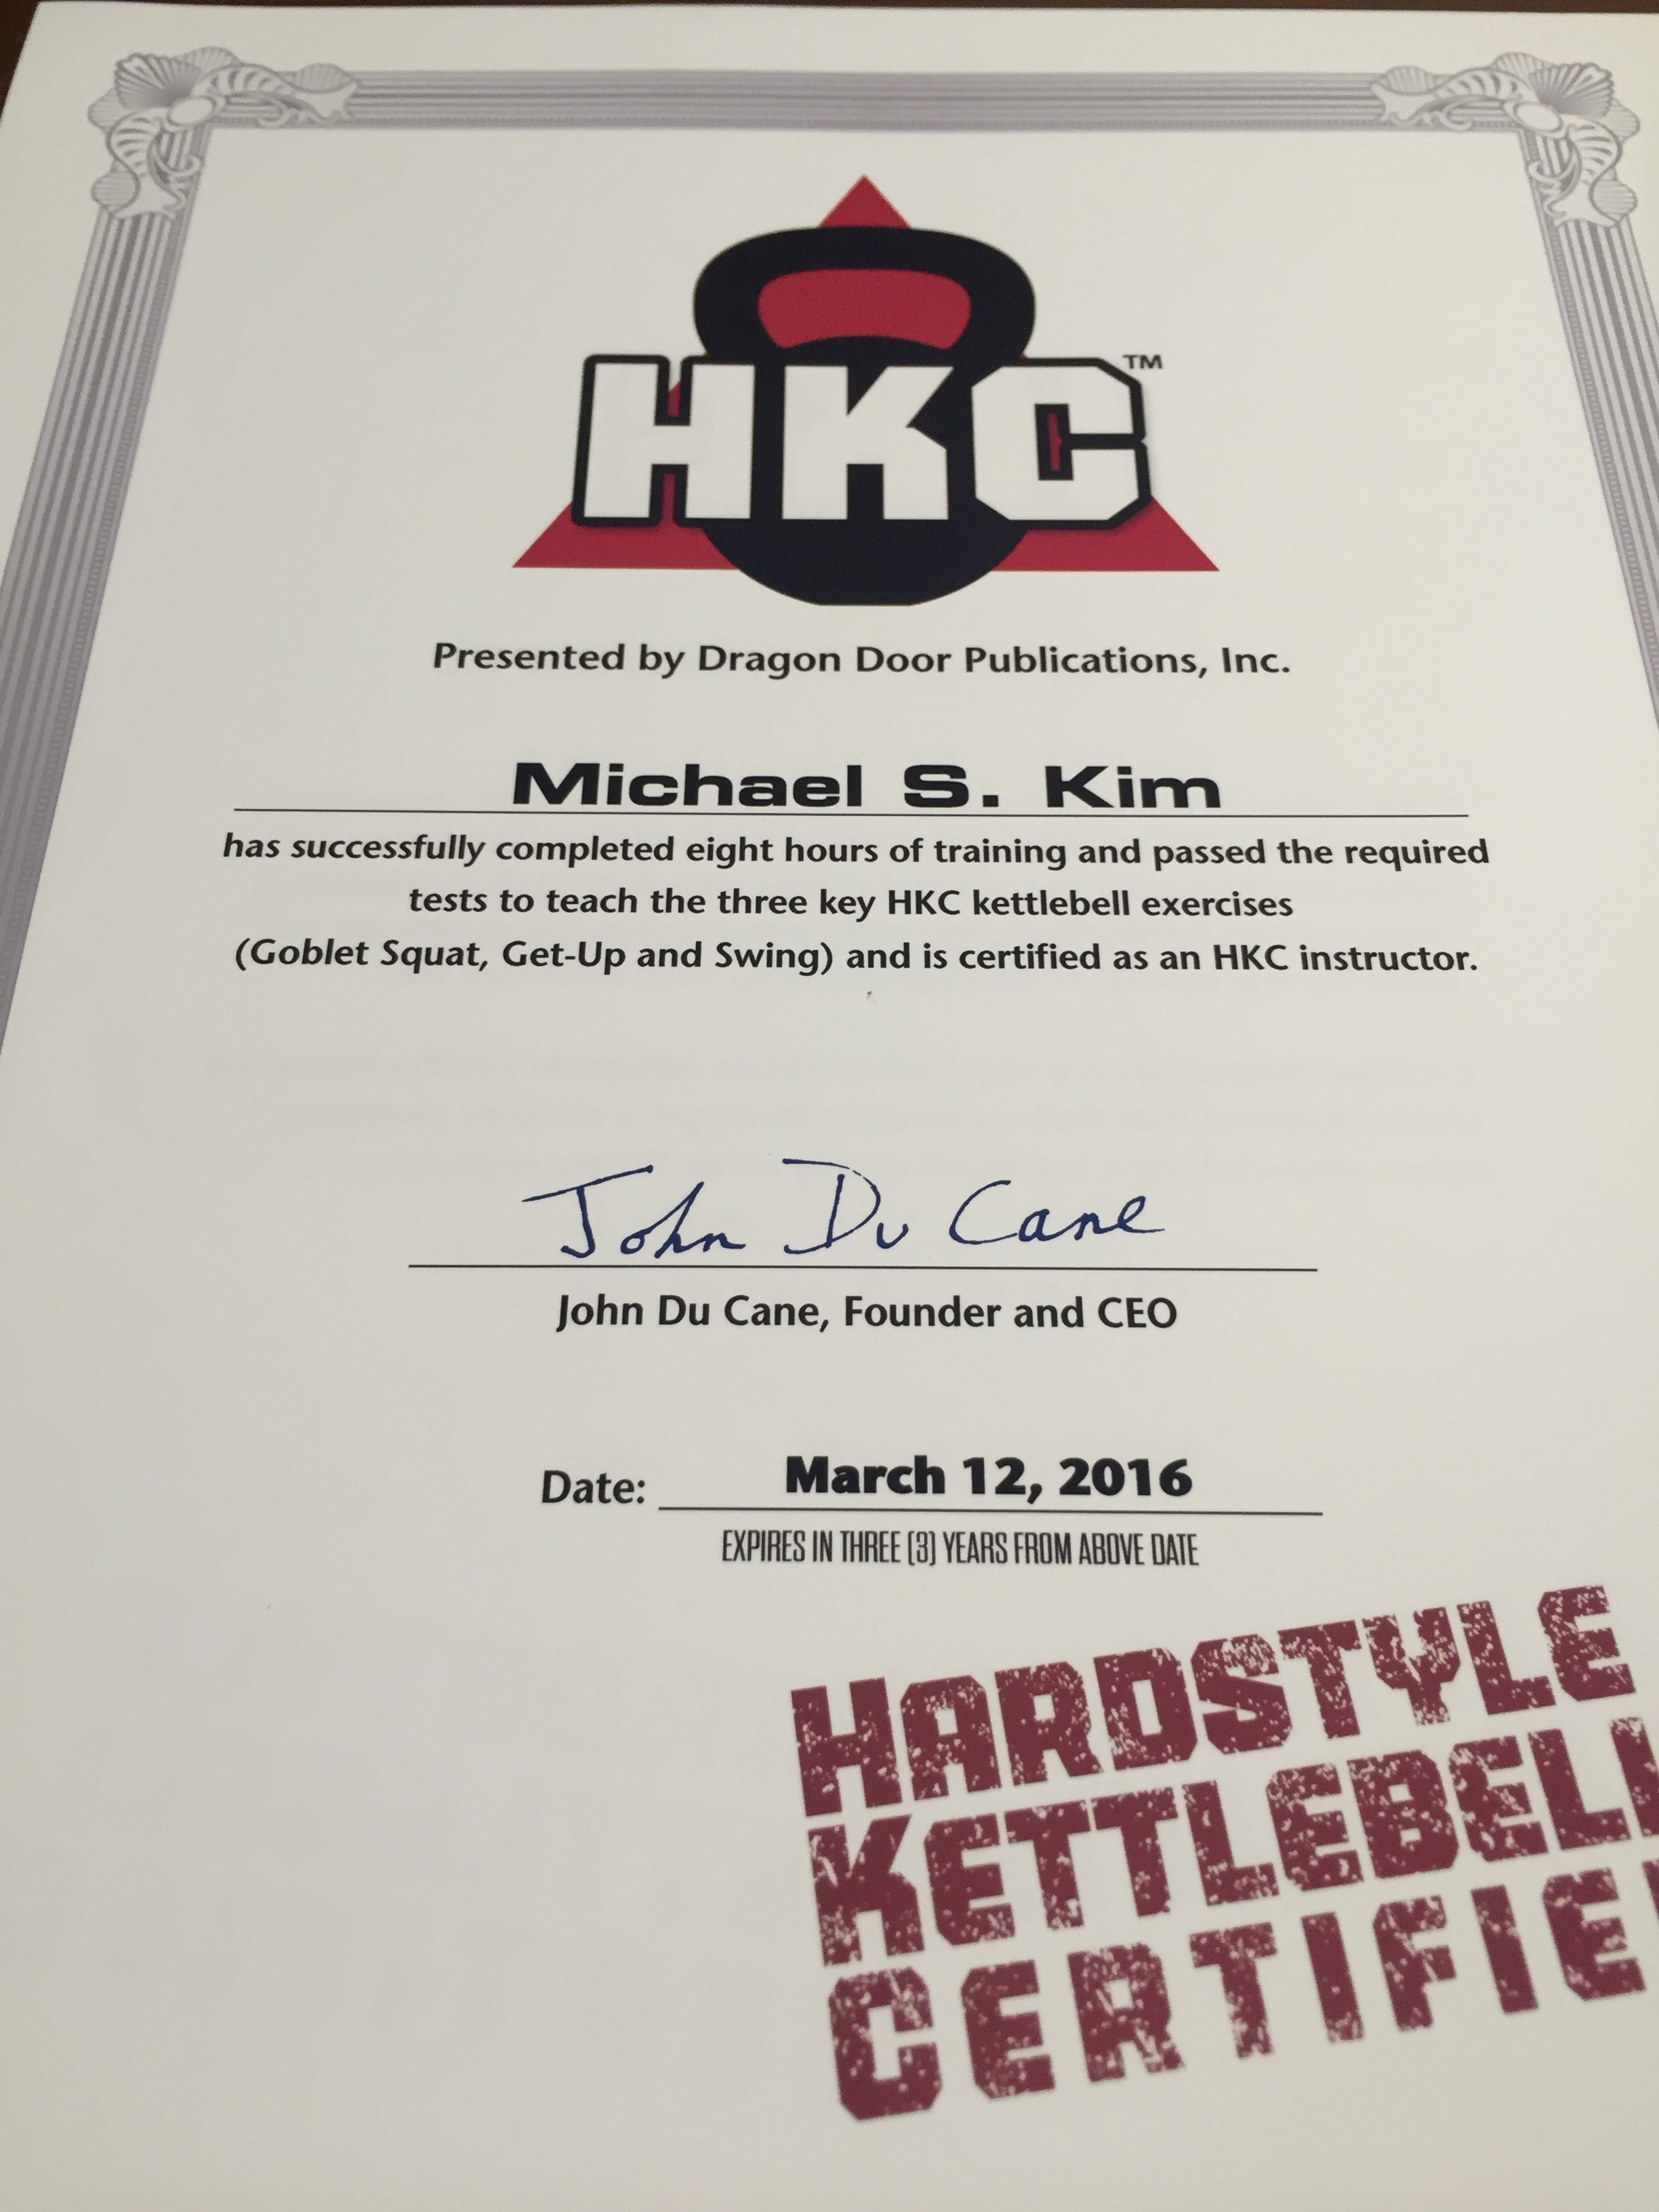 HKC™
Presented by Dragon Door Publications, Inc.
Michael S. Kim
has successfully completed eight hours of training and passed the required
tests to teach the three key HKC kettlebell exercises
(Goblet Squat, Get-Up and Swing) and is certified as an HKC instructor.
John Du Cane
John Du Cane, Founder and CEO
Date: March 12, 2016
EXPIRES IN THREE (3) YEARS FROM ABOVE DATE
HARDSTYLE
KETTLEBELL
CERTIFIE